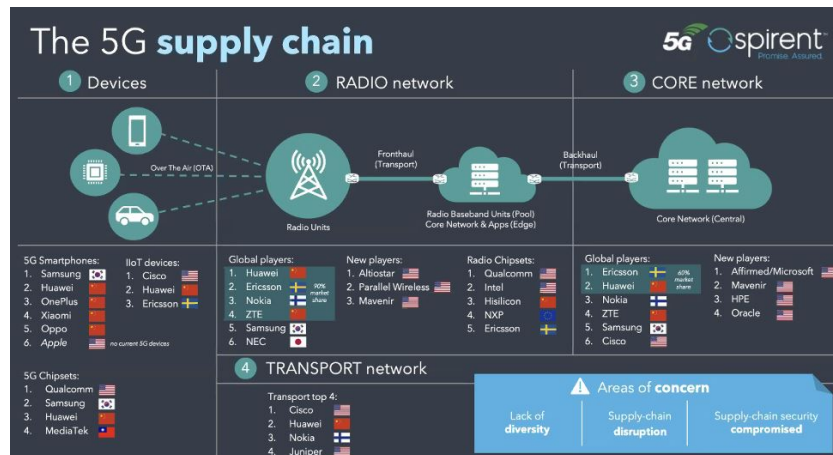 The 5G supply chain
5G spirent™
Promise. Assured.
1 Devices
2 RADIO network
3 CORE network
Over The Air (OTA)
Radio Units
Fronthaul
(Transport)
Radio Baseband Units (Pool)
Core Network & Apps (Edge)
Backhaul
(Transport)
Core Network (Central)
5G Smartphones:
1. Samsung
2. Huawei
3. OnePlus
4. Xiaomi
5. Oppo
6. Apple no current 5G devices
IIoT devices:
1. Cisco
2. Huawei
3. Ericsson
5G Chipsets:
1. Qualcomm
2. Samsung
3. Huawei
4. MediaTek
Global players:
1. Huawei
2. Ericsson
3. Nokia
4. ZTE
5. Samsung
6. NEC
90%
market
share
New players:
1. Altiostar
2. Parallel Wireless
3. Mavenir
Radio Chipsets:
1. Qualcomm
2. Intel
3. Hisilicon
4. NXP
5. Ericsson
Global players:
1. Ericsson
2. Huawei
3. Nokia
4. ZTE
5. Samsung
6. Cisco
60%
market
share
New players:
1. Affirmed/Microsoft
2. Mavenir
3. HPE
4. Oracle
4 TRANSPORT network
Transport top 4:
1. Cisco
2. Huawei
3. Nokia
4. Juniper
Areas of concern
Lack of
diversity
Supply-chain
disruption
Supply-chain security
compromised